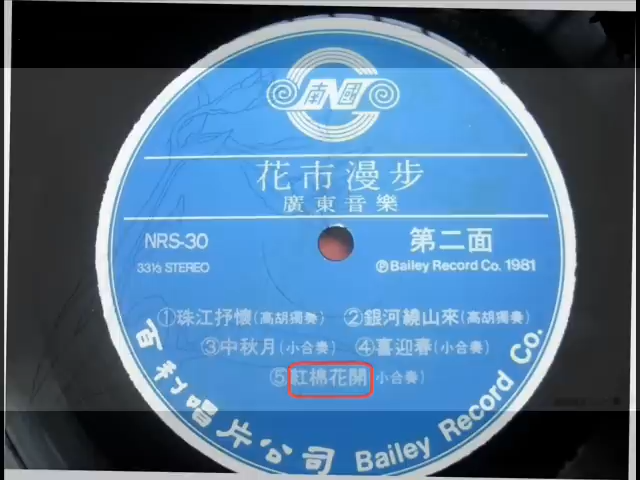 南國
花市漫步
廣東音樂
NRS-30
33⅓ STEREO
第二面
ⓅBailey Record Co. 1981
①珠江抒懷(高胡獨奏) ②銀河繞山來(高胡獨奏)
③中秋月(小合奏) ④喜迎春(小合奏)
⑤紅棉花開(小合奏)
百利唱片公司 Bailey Record Co.